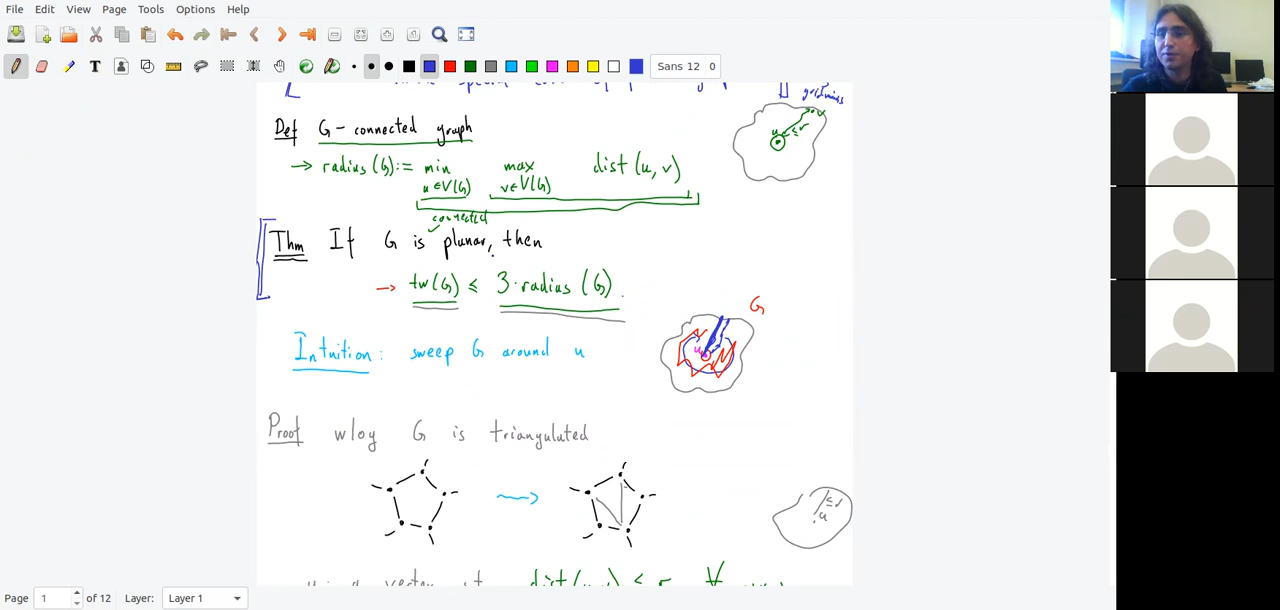 File Edit View Page Tools Options Help
Sans 12 0
gridminor
Def G-connected graph
u ≤ r v
→ radius(G) := min max dist(u, v)
u∈V(G) v∈V(G)
connected
Thm If G is planar, then
→ tw(G) ≤ 3·radius(G).
G
Intuition: sweep G around u
u
Proof wlog G is triangulated
≤ r
u
dist( ) ≤ r ∀
Page 1 of 12 Layer: Layer 1